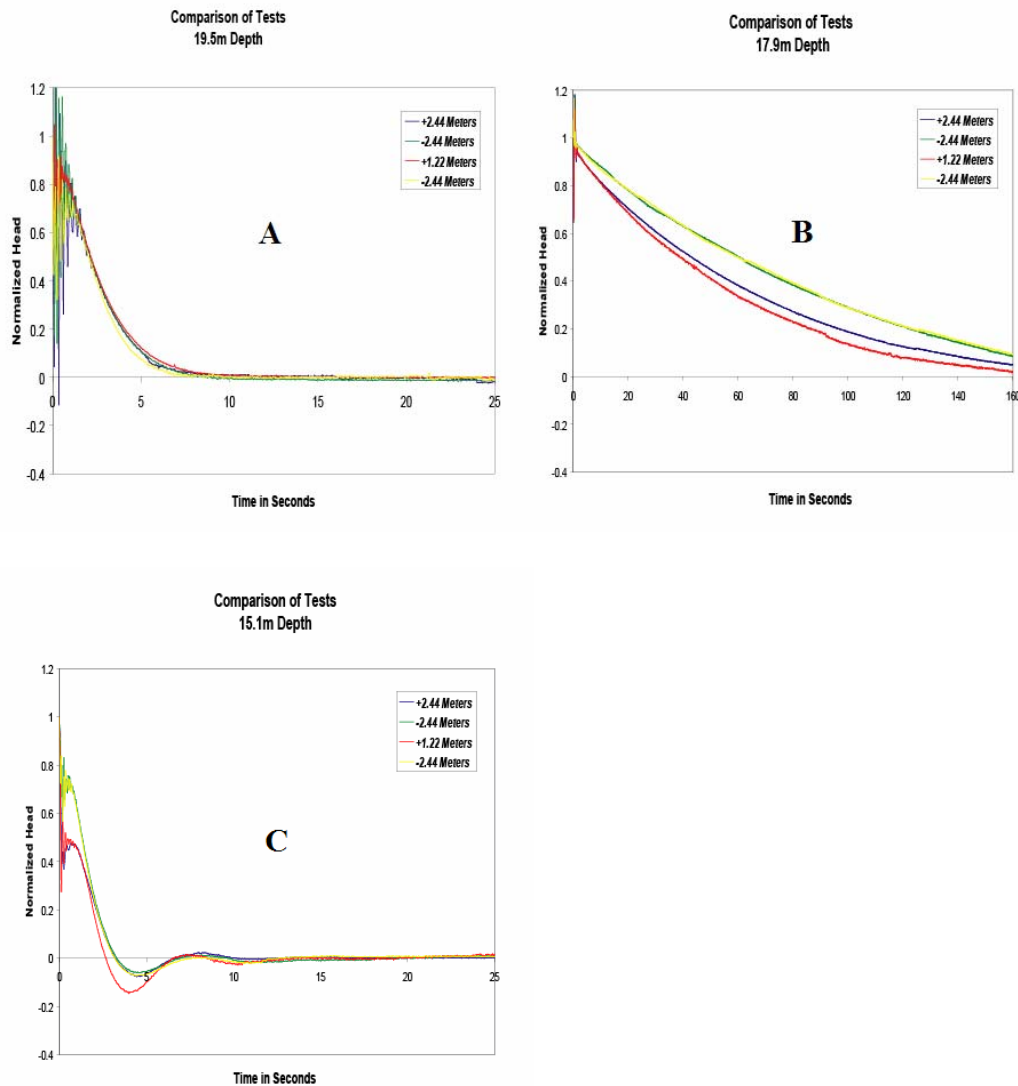 Comparison of Tests
19.5m Depth
1.2
1
0.8
0.6
0.4
0.2
0
-0.2
-0.4
Normalized Head
+2.44 Meters
-2.44 Meters
+1.22 Meters
-2.44 Meters
A
5
10
15
20
25
Time in Seconds
Comparison of Tests
17.9m Depth
1.2
1
0.8
0.6
0.4
0.2
0
-0.2
-0.4
Normalized Head
+2.44 Meters
-2.44 Meters
+1.22 Meters
-2.44 Meters
B
0
20
40
60
80
100
120
140
160
Time in Seconds
Comparison of Tests
15.1m Depth
1.2
1
0.8
0.6
0.4
0.2
0
-0.2
-0.4
Normalized Head
+2.44 Meters
-2.44 Meters
+1.22 Meters
-2.44 Meters
C
0
5
10
15
20
25
Time in Seconds